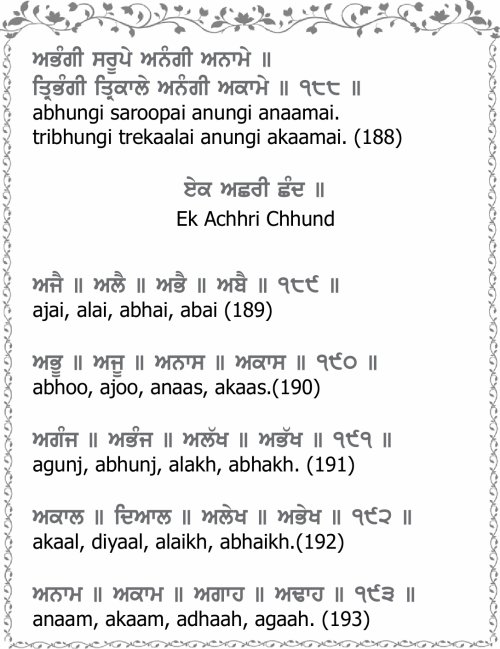 ਅਭੰਗੀ ਸਰੂਪੇ ਅਨੰਗੀ ਅਨਾਮੇ ॥
ਤ੍ਰਿਭੰਗੀ ਤ੍ਰਿਕਾਲੇ ਅਨੰਗੀ ਅਕਾਮੇ ॥ ੧੮੮ ॥
abhungi saroopai anungi anaamai.
tribhungi trekaalai anungi akaamai. (188)
ਏਕ ਅਛਰੀ ਛੰਦ ॥
Ek Achhri Chhund
ਅਜੈ ॥ ਅਲੈ ॥ ਅਭੈ ॥ ਅਬੈ ॥ ੧੮੯ ॥
ajai, alai, abhai, abai (189)
ਅਭੂ ॥ ਅਜੂ ॥ ਅਨਾਸ ॥ ਅਕਾਸ ॥ ੧੯੦ ॥
abhoo, ajoo, anaas, akaas.(190)
ਅਗੰਜ ॥ ਅਭੰਜ ॥ ਅਲੱਖ ॥ ਅਭੱਖ ॥ ੧੯੧ ॥
agunj, abhunj, alakh, abhakh. (191)
ਅਕਾਲ ॥ ਦਿਆਲ ॥ ਅਲੇਖ ॥ ਅਭੇਖ ॥ ੧੯੨ ॥
akaal, diyaal, alaikh, abhaikh.(192)
ਅਨਾਮ ॥ ਅਕਾਮ ॥ ਅਗਾਹ ॥ ਅਢਾਹ ॥ ੧੯੩ ॥
anaam, akaam, adhaah, agaah. (193)